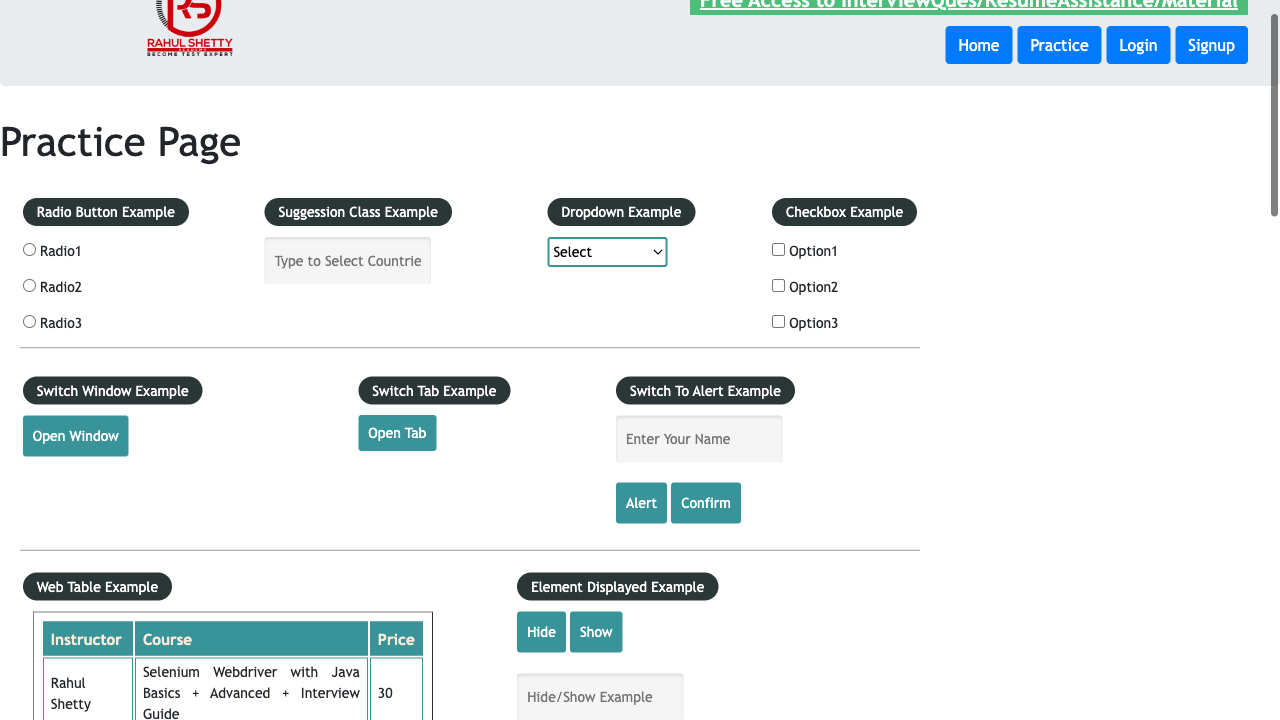 Free Access to InterviewQues/ResumeAssistance/Material
RAHUL SHETTY
ACADEMY
BECOME TEST EXPERT
Home Practice Login Signup
Practice Page
Radio Button Example Suggession Class Example Dropdown Example Checkbox Example
Radio1 Type to Select Countrie Select Option1
Radio2 Option2
Radio3 Option3
Switch Window Example Switch Tab Example Switch To Alert Example
Open Window Open Tab Enter Your Name
Alert Confirm
Web Table Example Element Displayed Example
Hide Show
Instructor Course Price
Rahul Shetty Selenium Webdriver with Java Basics + Advanced + Interview Guide 30
Hide/Show Example